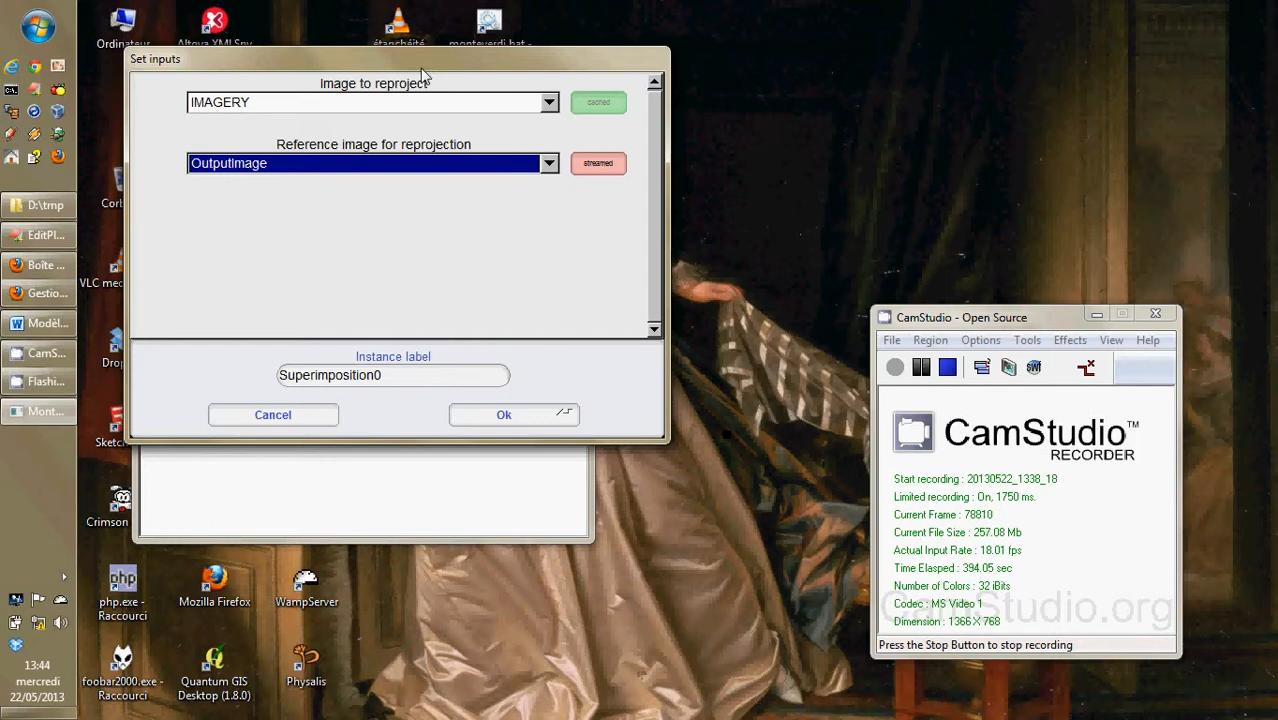 Ordinateur
Altova XMLSpy
étanchéité
monteverdi.bat -
Set inputs
Image to reproject
IMAGERY
cached
Reference image for reprojection
OutputImage
streamed
Instance label
Superimposition0
Cancel
Ok
D:\tmp
EditPl...
Boîte ...
Gestio...
Modèl...
CamS...
Flashi...
Mont...
Corb
VLC med
Drop
Sketc
Crimson
php.exe -
Raccourci
Mozilla Firefox
WampServer
foobar2000.exe -
Raccourci
Quantum GIS
Desktop (1.8.0)
Physalis
13:44
mercredi
22/05/2013
CamStudio - Open Source
File Region Options Tools Effects View Help
CamStudio™
RECORDER
Start recording : 20130522_1338_18
Limited recording : On, 1750 ms.
Current Frame : 78810
Current File Size : 257.08 Mb
Actual Input Rate : 18.01 fps
Time Elasped : 394.05 sec
Number of Colors : 32 iBits
Codec : MS Video 1
Dimension : 1366 X 768
CamStudio.org
Press the Stop Button to stop recording